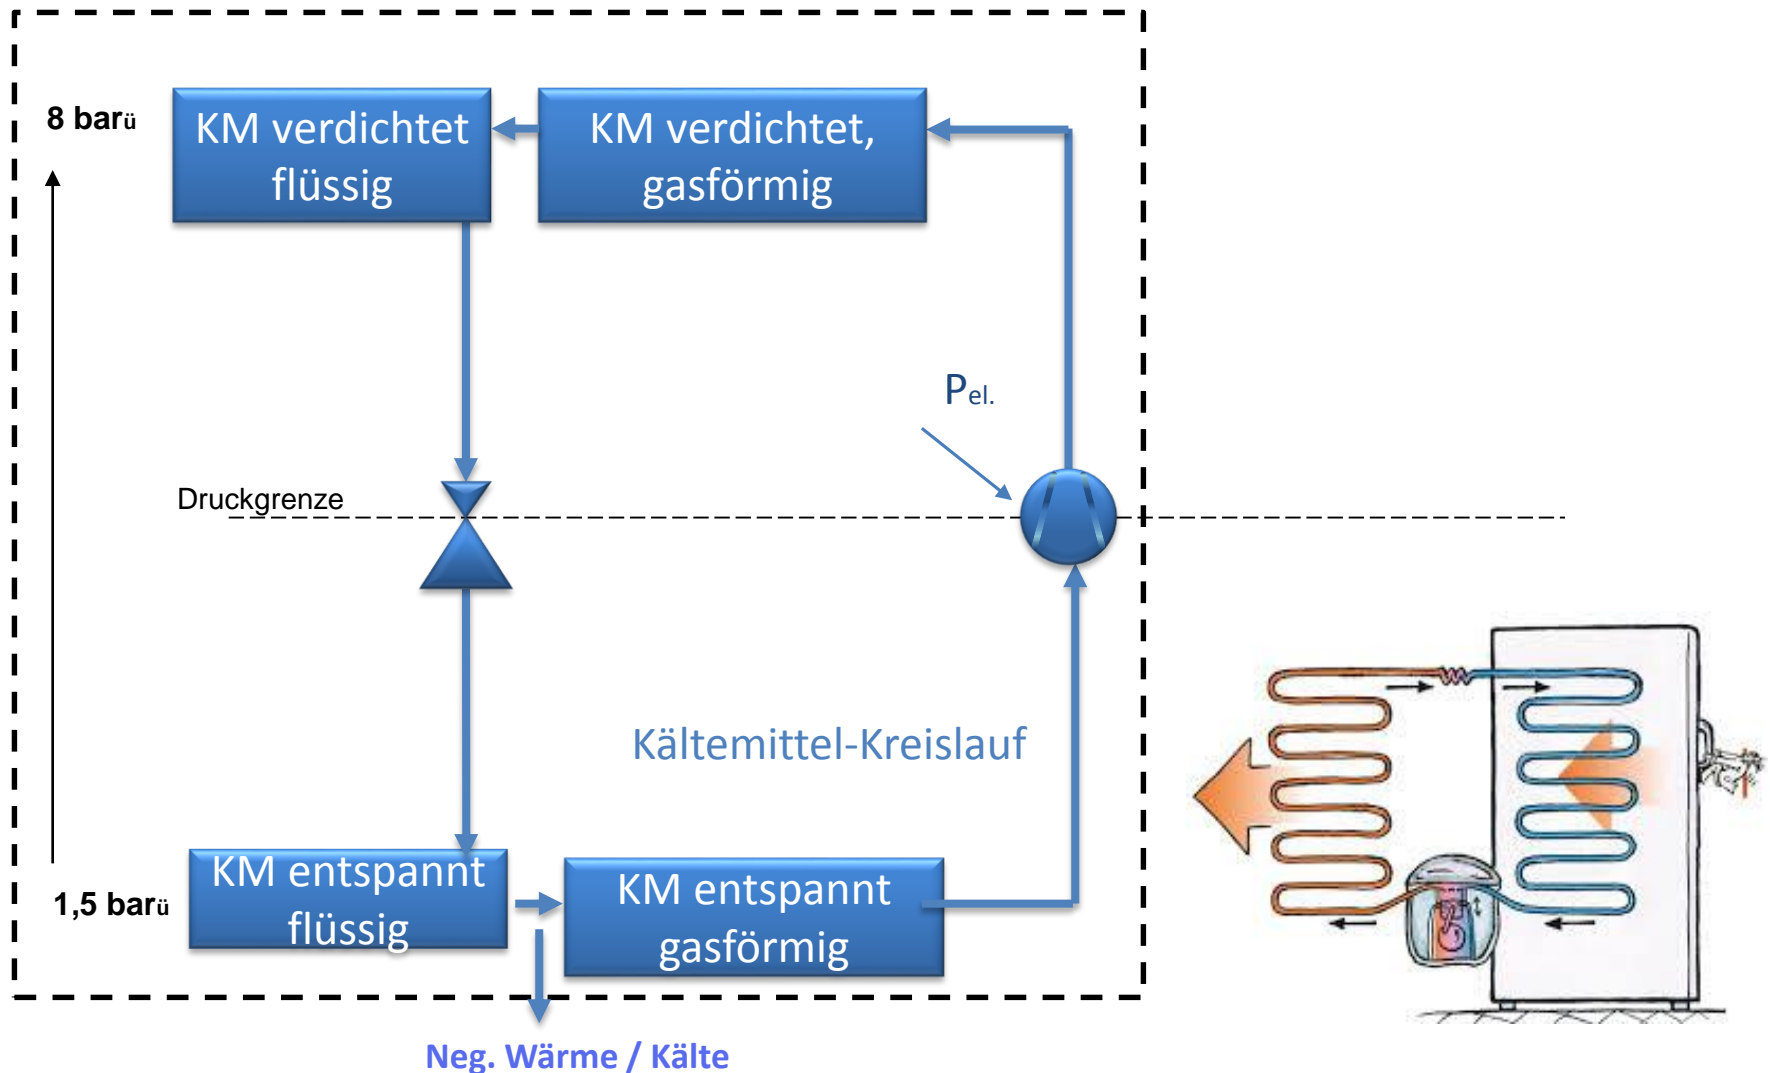 8 barü
KM verdichtet
flüssig
KM verdichtet,
gasförmig
Pel.
Druckgrenze
Kältemittel-Kreislauf
1,5 barü
KM entspannt
flüssig
KM entspannt
gasförmig
Neg. Wärme / Kälte